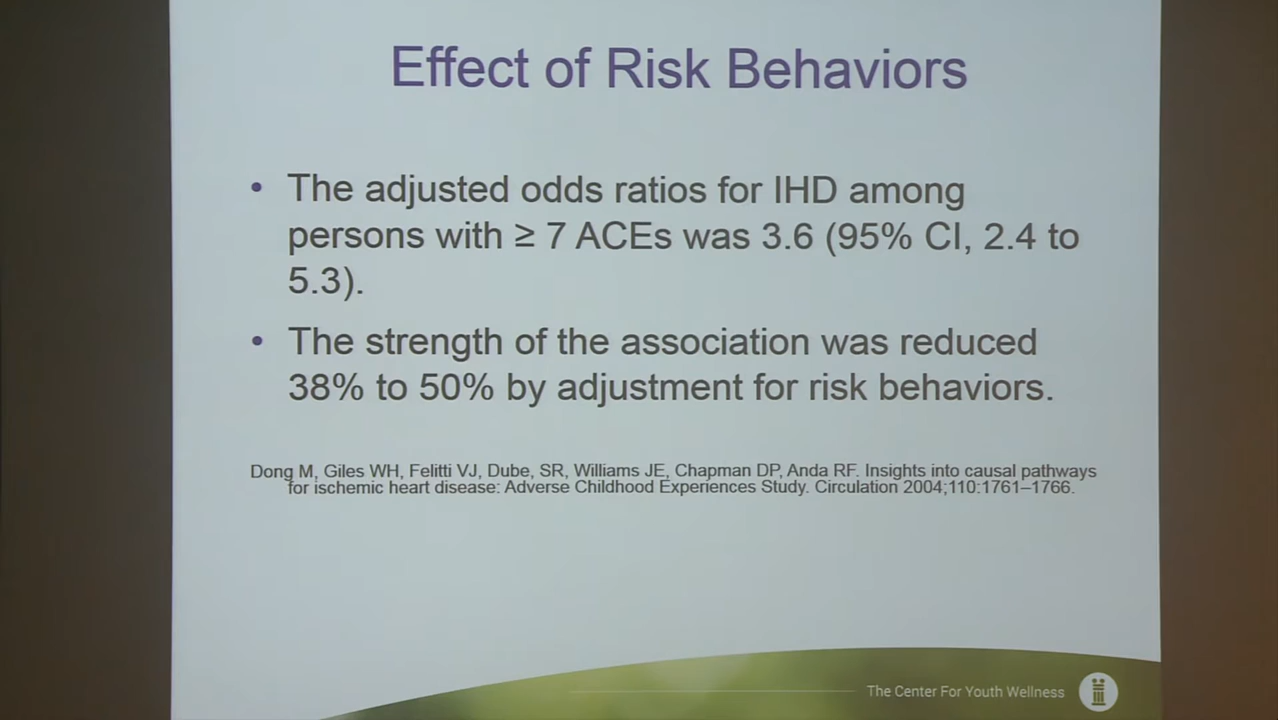 Effect of Risk Behaviors
• The adjusted odds ratios for IHD among
persons with ≥ 7 ACEs was 3.6 (95% CI, 2.4 to
5.3).
• The strength of the association was reduced
38% to 50% by adjustment for risk behaviors.
Dong M, Giles WH, Felitti VJ, Dube, SR, Williams JE, Chapman DP, Anda RF. Insights into causal pathways
for ischemic heart disease: Adverse Childhood Experiences Study. Circulation 2004;110:1761–1766.
The Center For Youth Wellness